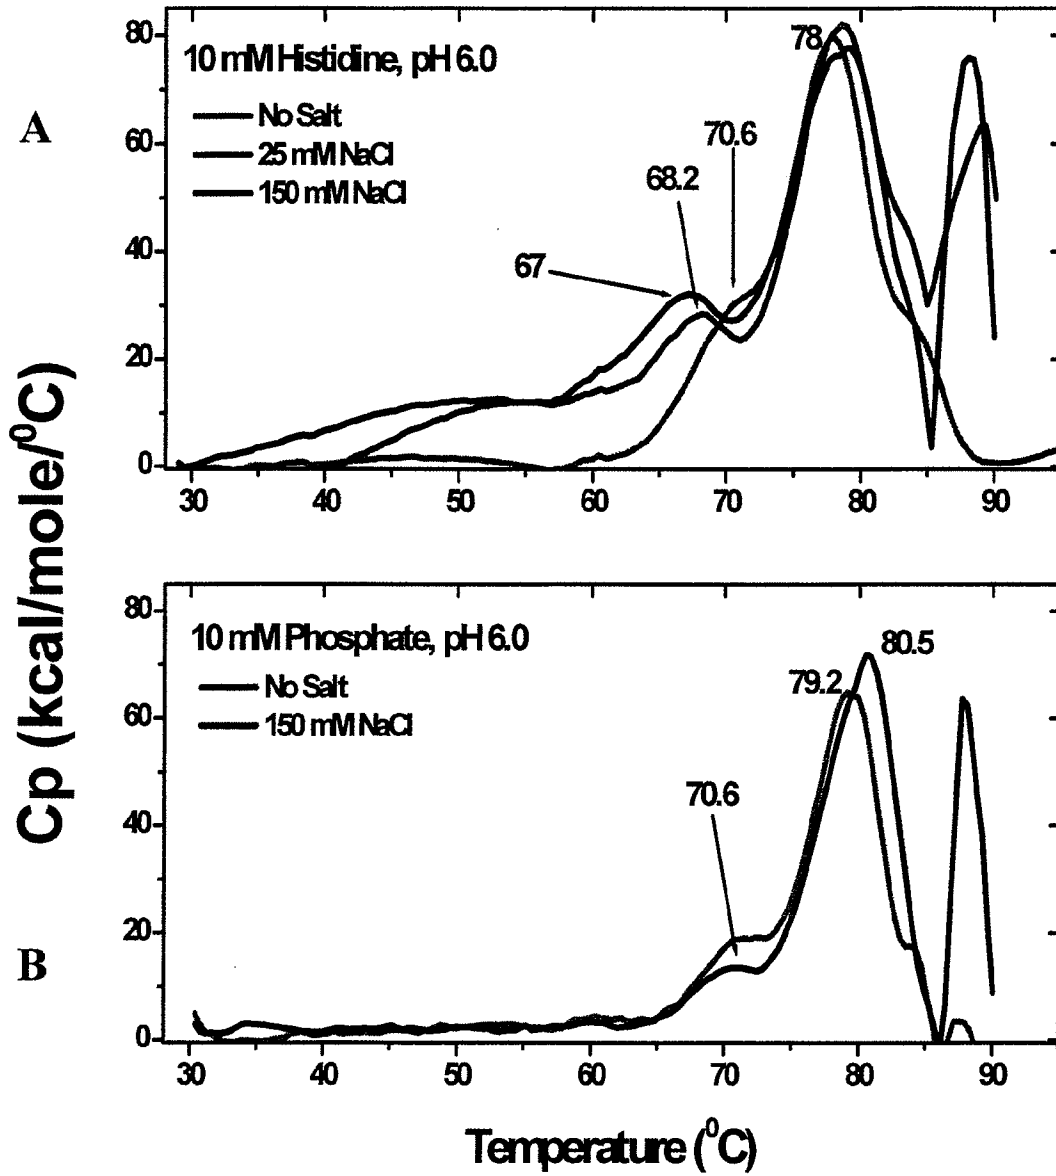 A
10 mM Histidine, pH 6.0
No Salt
25 mM NaCl
150 mM NaCl
67
68.2
70.6
78
80
60
40
20
0
30 40 50 60 70 80 90
Cp (kcal/mole/⁰C)
B
10 mM Phosphate, pH 6.0
No Salt
150 mM NaCl
70.6
79.2
80.5
80
60
40
20
0
30 40 50 60 70 80 90
Temperature (⁰C)